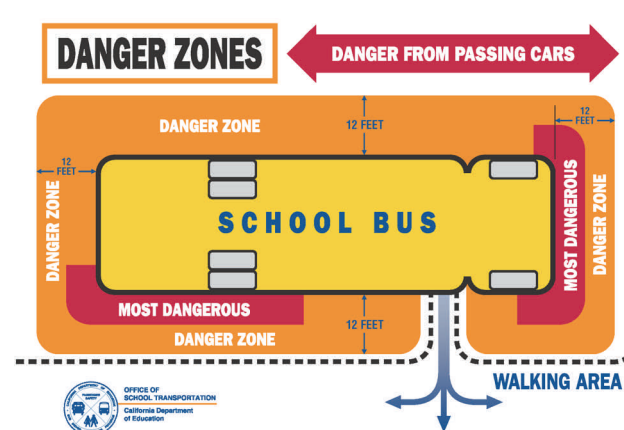 DANGER ZONES
DANGER FROM PASSING CARS
12
FEET
DANGER ZONE
12 FEET
12
FEET
DANGER ZONE
SCHOOL BUS
MOST DANGEROUS
DANGER ZONE
MOST DANGEROUS
DANGER ZONE
12 FEET
WALKING AREA
OFFICE OF
SCHOOL TRANSPORTATION
California Department
of Education